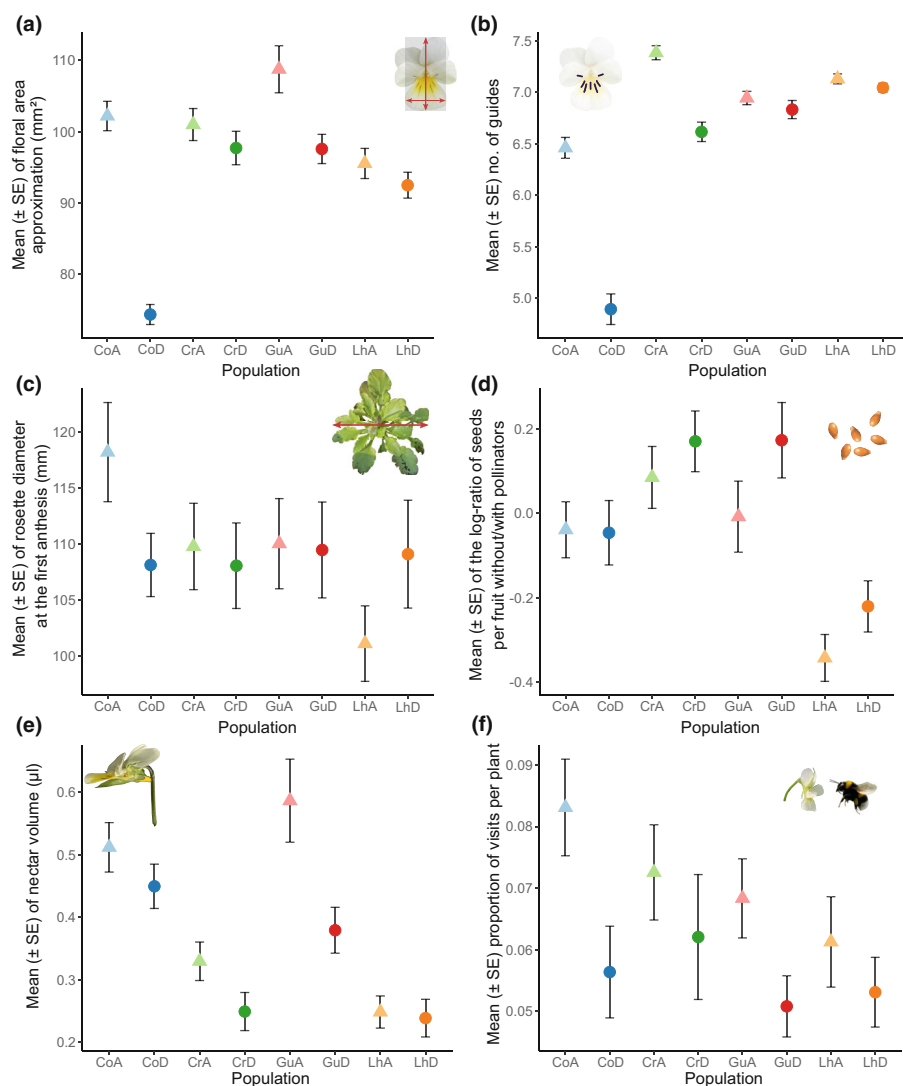 (a)
Mean (± SE) of floral area
approximation (mm²)
110
100
90
80
CoA CoD CrA CrD GuA GuD LhA LhD
Population
(b)
Mean (± SE) no. of guides
7.5
7.0
6.5
6.0
5.5
5.0
CoA CoD CrA CrD GuA GuD LhA LhD
Population
(c)
Mean (± SE) of rosette diameter
at the first anthesis (mm)
120
115
110
105
100
CoA CoD CrA CrD GuA GuD LhA LhD
Population
(d)
Mean (± SE) of the log-ratio of seeds
per fruit without/with pollinators
0.2
0.0
-0.2
-0.4
CoA CoD CrA CrD GuA GuD LhA LhD
Population
(e)
Mean (± SE) of nectar volume (µl)
0.6
0.5
0.4
0.3
0.2
CoA CoD CrA CrD GuA GuD LhA LhD
Population
(f)
Mean (± SE) proportion of visits per plant
0.09
0.08
0.07
0.06
0.05
CoA CoD CrA CrD GuA GuD LhA LhD
Population